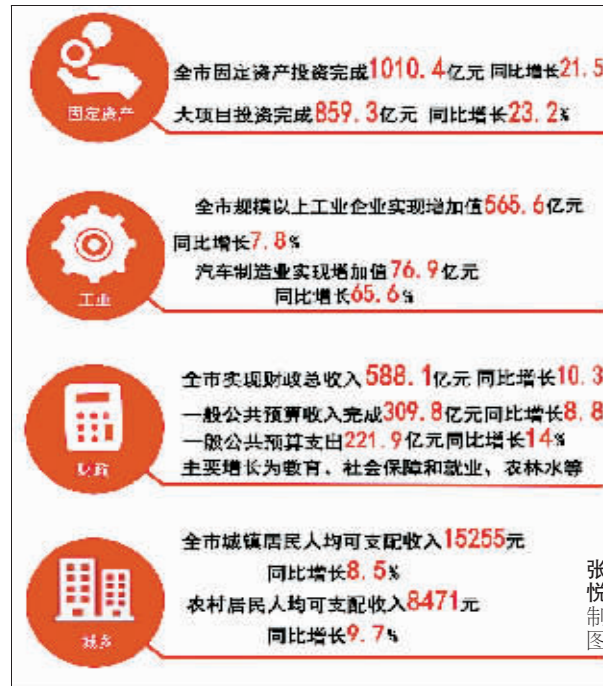 全市固定资产投资完成1010.4亿元 同比增长21.5
大项目投资完成859.3亿元 同比增长23.2%
固定资产
全市规模以上工业企业实现增加值565.6亿元
同比增长7.8%
汽车制造业实现增加值76.9亿元
同比增长65.6%
工业
全市实现财政总收入588.1亿元 同比增长10.3
一般公共预算收入完成309.8亿元同比增长8.8
一般公共预算支出221.9亿元同比增长14%
主要增长为教育、社会保障和就业、农林水等
财政
全市城镇居民人均可支配收入15255元
同比增长8.5%
农村居民人均可支配收入8471元
同比增长9.7%
城乡
张悦制图